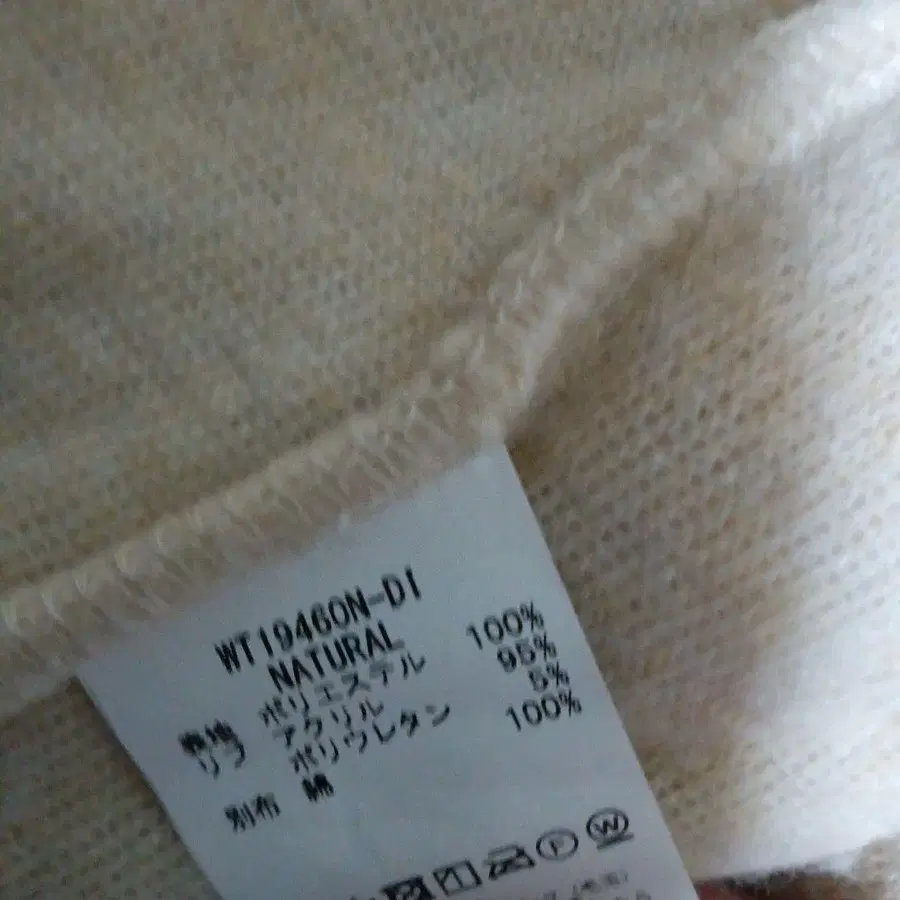 WT19460N-DI
NATURAL
表地 ポリエステル 100%
リブ アクリル 95%
ポリウレタン 5%
別布 綿 100%
F W